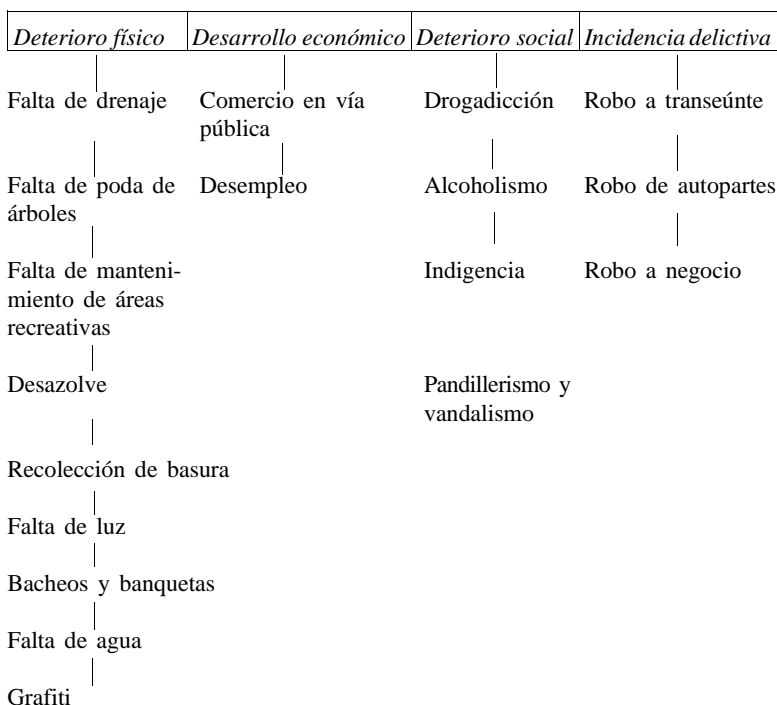 Deterioro físico Desarrollo económico Deterioro social Incidencia delictiva
Falta de drenaje Comercio en vía Drogadicción Robo a transeúnte
pública
Falta de poda de Desempleo Alcoholismo Robo de autopartes
árboles
Falta de manteni- Indigencia Robo a negocio
miento de áreas
recreativas
Desazolve Pandillerismo y
vandalismo
Recolección de basura
Falta de luz
Bacheos y banquetas
Falta de agua
Grafiti